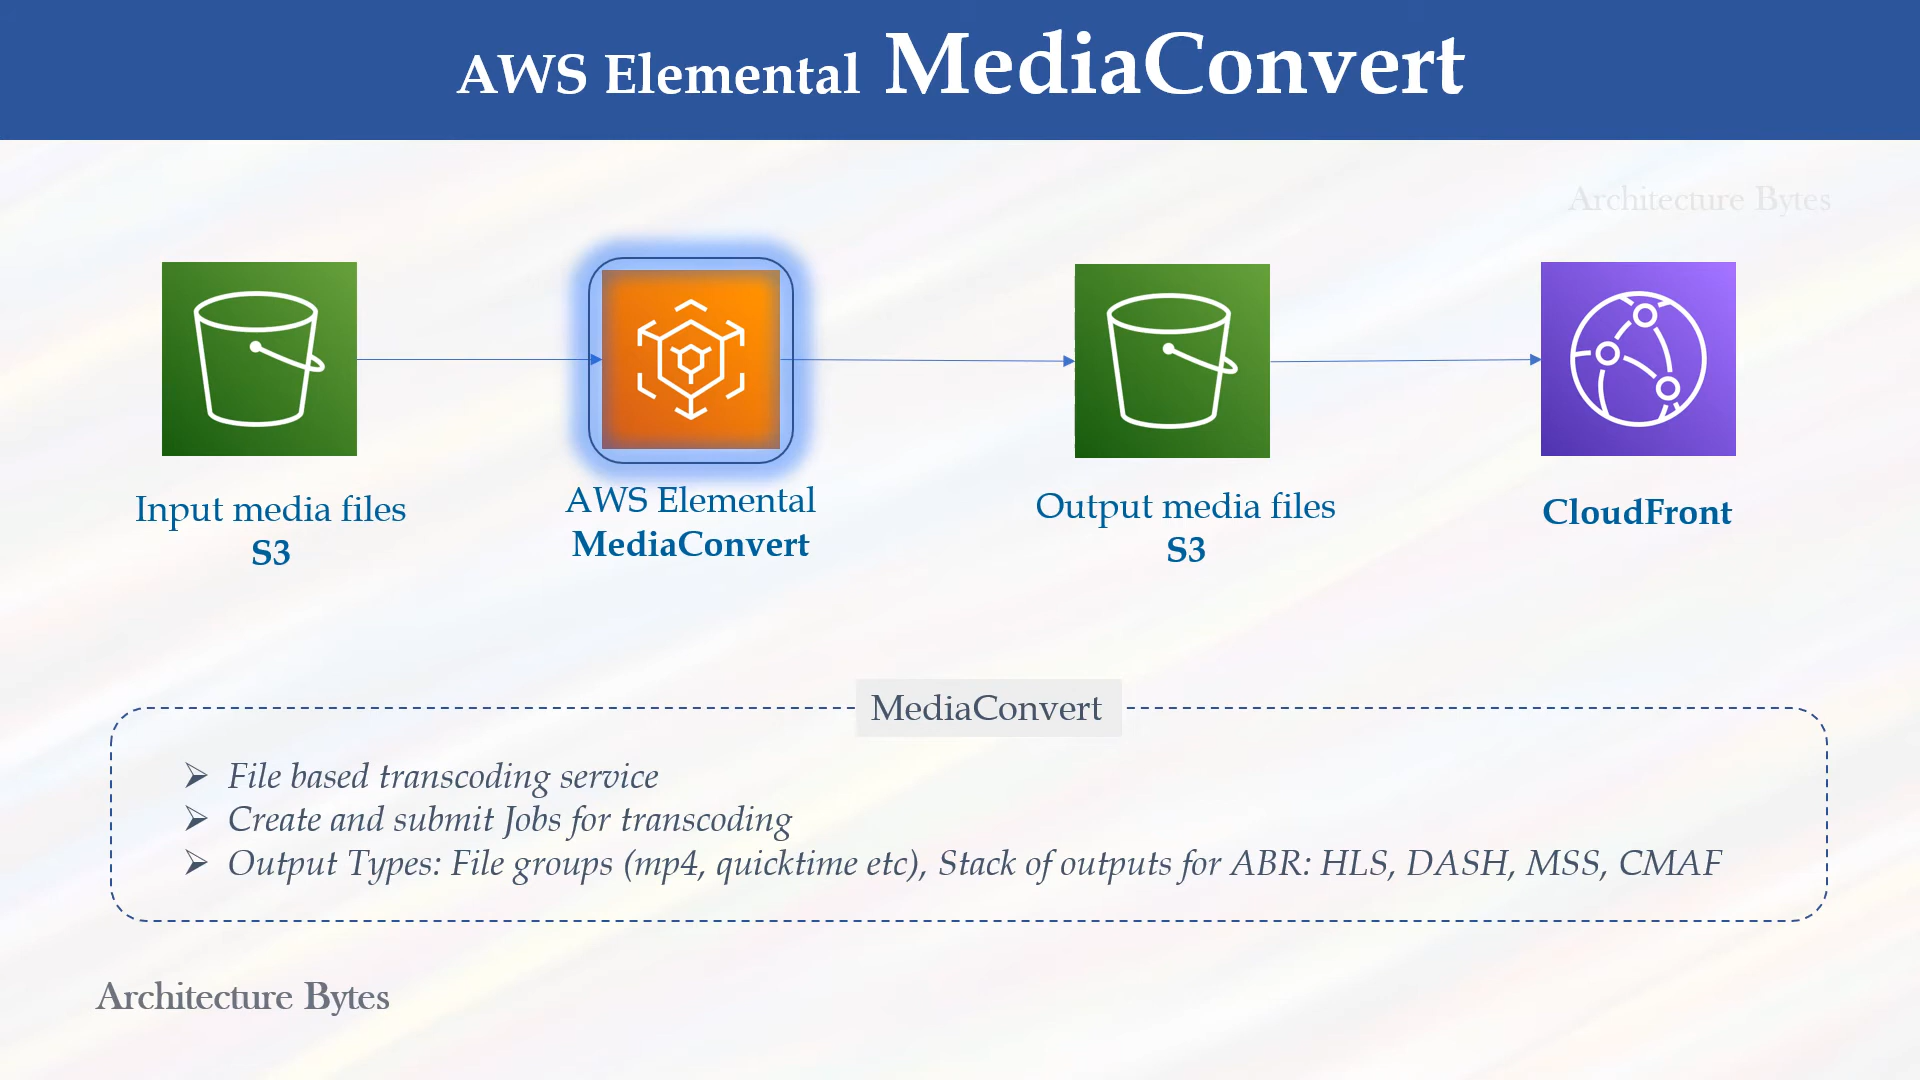 AWS Elemental MediaConvert
Architecture Bytes
Input media files
S3
AWS Elemental
MediaConvert
Output media files
S3
CloudFront
MediaConvert
➢ File based transcoding service
➢ Create and submit Jobs for transcoding
➢ Output Types: File groups (mp4, quicktime etc), Stack of outputs for ABR: HLS, DASH, MSS, CMAF
Architecture Bytes